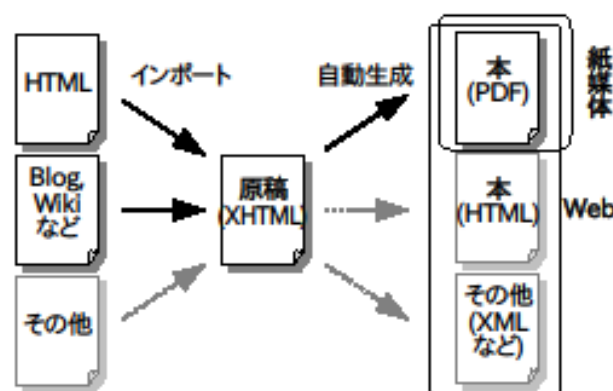 HTML
インポート
自動生成
本
(PDF)
紙媒体
Blog,
Wiki
など
原稿
(XHTML)
本
(HTML)
Web
その他
その他
(XML
など)